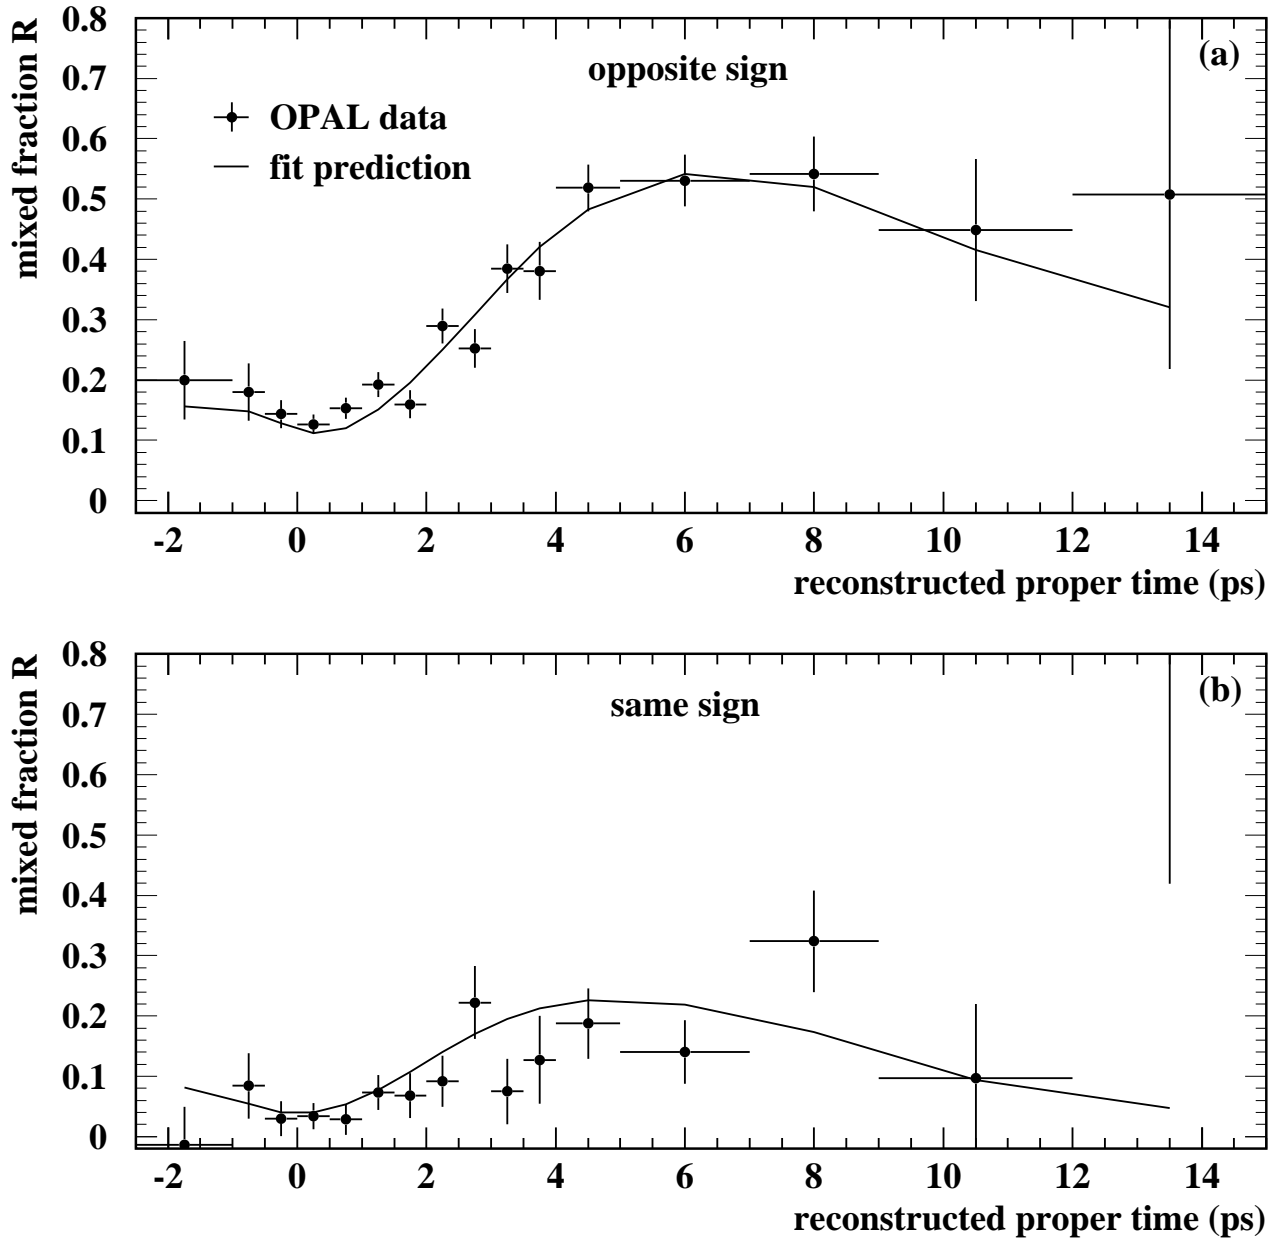 0.8
(a)
opposite sign
0.7
OPAL data
0.6
fit prediction
0.5
0.4
0.3
0.2
0.1
0
mixed fraction R
-2 0 2 4 6 8 10 12 14
reconstructed proper time (ps)
0.8
(b)
same sign
0.7
0.6
0.5
0.4
0.3
0.2
0.1
0
mixed fraction R
-2 0 2 4 6 8 10 12 14
reconstructed proper time (ps)